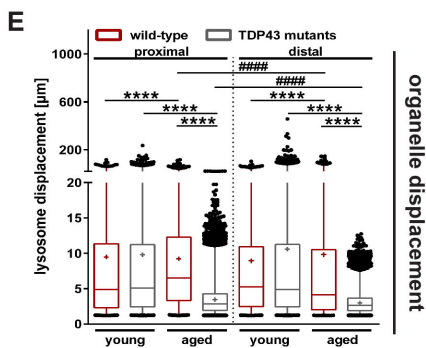 E
wild-type TDP43 mutants
proximal distal
####
####
**** ****
**** ****
**** ****
lysosome displacement [µm]
1000
600
200
20
15
10
5
0
young aged young aged
organelle displacement